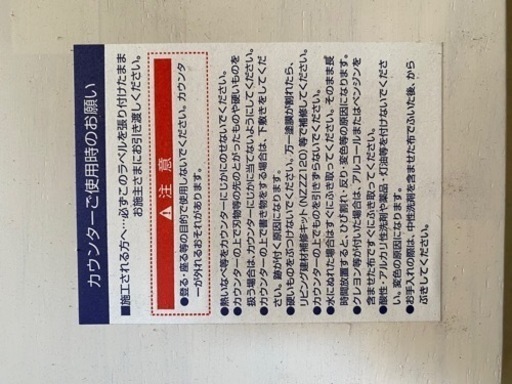 カウンターご使用時のお願い
■施工される方へ…必ずこのラベルを張り付けたまま
お施主さまにお引き渡しください。
⚠ 注 意
●登る・座る等の目的で使用しないでください。カウンタ
ーが外れるおそれがあります。
●熱いなべ等をカウンターにじかにのせないでください。
●カウンターの上で刃物等の先のとがったものや硬いものを
扱う場合は、カウンターにじかに当てないようにしてください。
●カウンターの上で書き物をする場合は、下敷きをしてくだ
さい。跡が付く原因になります。
●硬いものをぶつけないでください。万一塗膜が割れたら、
リビング建材補修キット(NZZZ120)等で補修してください。
●カウンターの上でものを引きずらないでください。
●水にぬれた場合はすぐにふき取ってください。そのまま長
時間放置すると、ひび割れ・反り・変色等の原因になります。
●クレヨン等が付いた場合は、アルコールまたはベンジンを
含ませた布ですぐにふき取ってください。
●酸性・アルカリ性洗剤や薬品・灯油等を付けないでくださ
い。変色の原因になります。
●お手入れの際は、中性洗剤を含ませた布でふいた後、から
ぶきしてください。